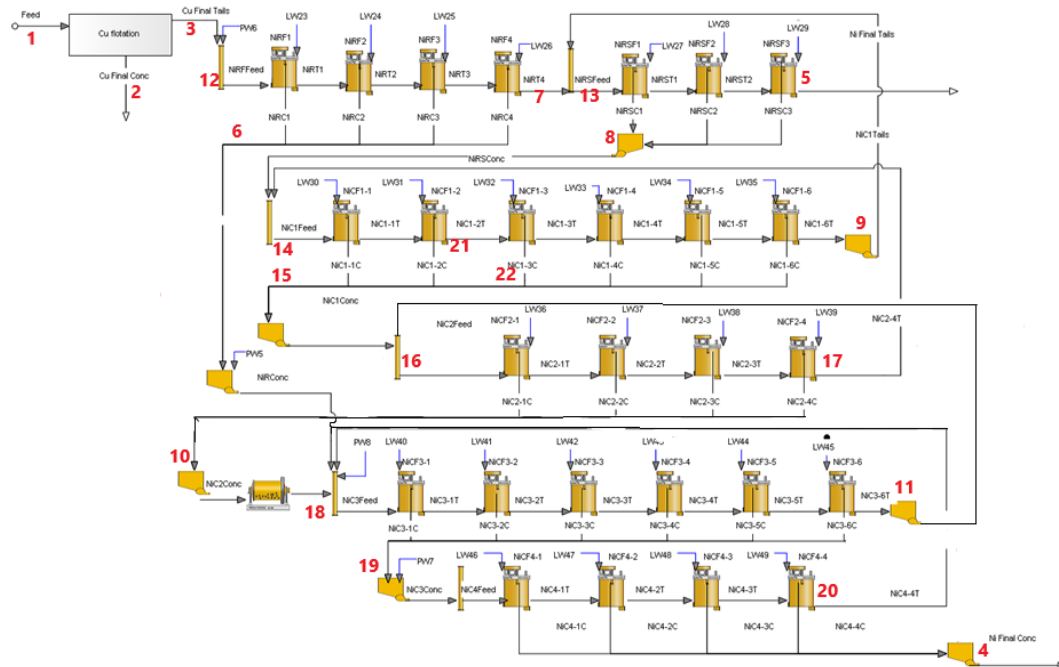 Feed
1
Cu flotation
Cu Final Tails
3
PW6
Cu Final Conc
2
12
NiRFFeed
LW23
NiRF1
NiRT1
LW24
NiRF2
NiRT2
LW25
NiRF3
NiRT3
NiRF4
LW26
NiRT4
7
13
NiRSFeed
NiRSF1
LW27
NiRST1
LW28
NiRSF2
NiRST2
LW29
NiRSF3
5
Ni Final Tails
6
NiRC1
NiRC2
NiRC3
NiRC4
NiRSC1
NiRSC2
NiRSC3
8
NiRSConc
NiC1Tails
LW30
NiCF1-1
LW31
NiCF1-2
LW32
NiCF1-3
LW33
NiCF1-4
LW34
NiCF1-5
LW35
NiCF1-6
NiC1Feed
14
NiC1-1T
NiC1-2T
21
NiC1-3T
NiC1-4T
NiC1-5T
NiC1-6T
9
15
NiC1-1C
NiC1-2C
22
NiC1-3C
NiC1-4C
NiC1-5C
NiC1-6C
NiC1Conc
NiC2Feed
NiCF2-1
LW36
NiCF2-2
LW37
NiCF2-3
LW38
NiCF2-4
LW39
NiC2-4T
16
NiC2-1T
NiC2-2T
NiC2-3T
17
PW5
NiRConc
NiC2-1C
NiC2-2C
NiC2-3C
NiC2-4C
10
NiC2Conc
PW8
18
NiC3Feed
LW40
NiCF3-1
LW41
NiCF3-2
LW42
NiCF3-3
NiCF3-4
LW44
NiCF3-5
LW45
NiCF3-6
NiC3-1T
NiC3-2T
NiC3-3T
NiC3-4T
NiC3-5T
NiC3-6T
11
NiC3-1C
NiC3-2C
NiC3-3C
NiC3-4C
NiC3-5C
NiC3-6C
19
PW7
NiC3Conc
NiC4Feed
LW46
NiCF4-1
LW47
NiCF4-2
LW48
NiCF4-3
LW49
NiCF4-4
NiC4-1T
NiC4-2T
NiC4-3T
20
NiC4-4T
NiC4-1C
NiC4-2C
NiC4-3C
NiC4-4C
4
Ni Final Conc